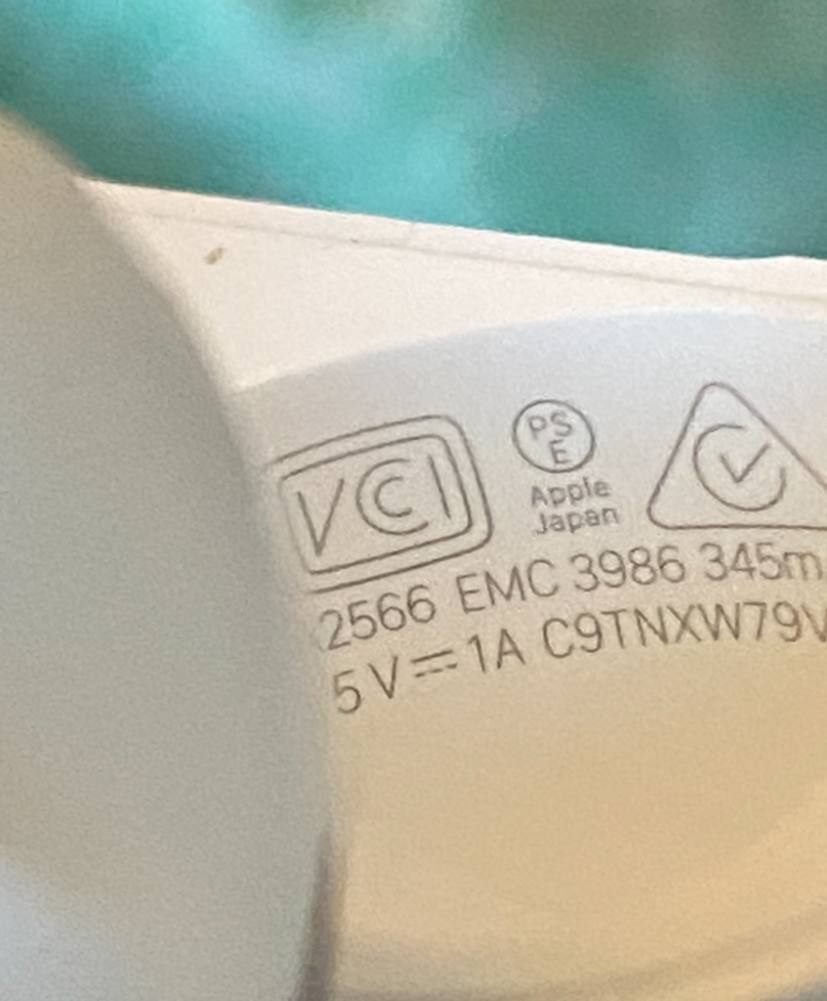 VCI
PS
E
Apple
Japan
2566 EMC 3986 345m
5V⎓1A C9TNXW79V